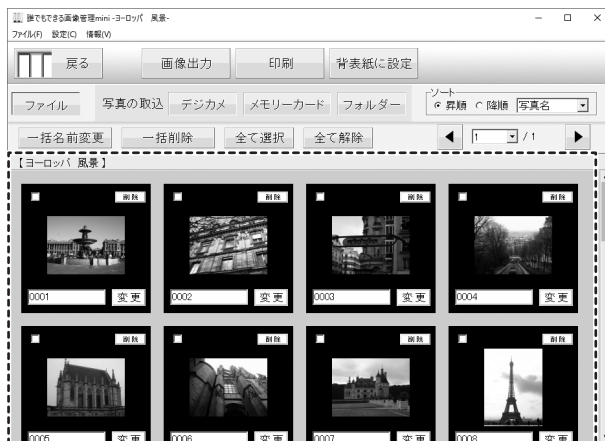 誰でもできる画像管理mini -ヨーロッパ 風景-
ファイル(F) 設定(C) 情報(V)
戻る 画像出力 印刷 背表紙に設定
ファイル 写真の取込 デジカメ メモリーカード フォルダー ソート 昇順 降順 写真名
一括名前変更 一括削除 全て選択 全て解除 1 / 1
【ヨーロッパ 風景】
削除 削除 削除 削除
0001 変更 0002 変更 0003 変更 0004 変更
削除 削除 削除 削除
0005 変更 0006 変更 0007 変更 0008 変更